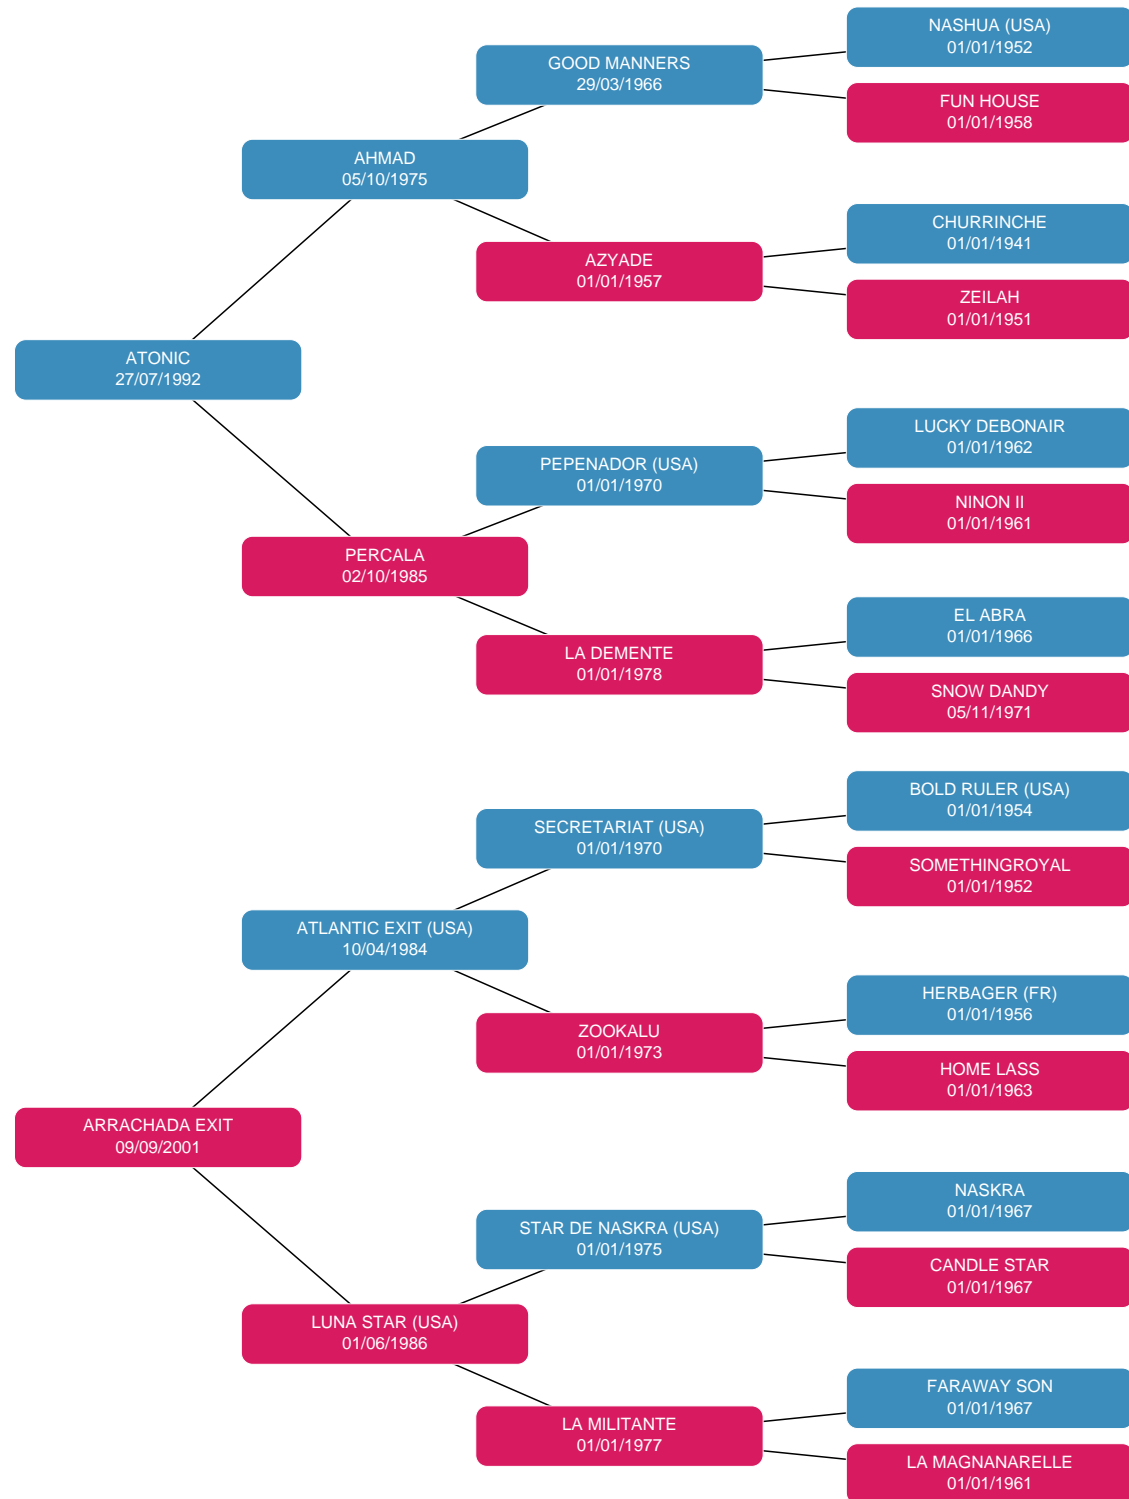 NASHUA (USA)
01/01/1952
GOOD MANNERS
29/03/1966
FUN HOUSE
01/01/1958
AHMAD
05/10/1975
CHURRINCHE
01/01/1941
AZYADE
01/01/1957
ZEILAH
01/01/1951
ATONIC
27/07/1992
LUCKY DEBONAIR
01/01/1962
PEPENADOR (USA)
01/01/1970
NINON II
01/01/1961
PERCALA
02/10/1985
EL ABRA
01/01/1966
LA DEMENTE
01/01/1978
SNOW DANDY
05/11/1971
BOLD RULER (USA)
01/01/1954
SECRETARIAT (USA)
01/01/1970
SOMETHINGROYAL
01/01/1952
ATLANTIC EXIT (USA)
10/04/1984
HERBAGER (FR)
01/01/1956
ZOOKALU
01/01/1973
HOME LASS
01/01/1963
ARRACHADA EXIT
09/09/2001
NASKRA
01/01/1967
STAR DE NASKRA (USA)
01/01/1975
CANDLE STAR
01/01/1967
LUNA STAR (USA)
01/06/1986
FARAWAY SON
01/01/1967
LA MILITANTE
01/01/1977
LA MAGNANARELLE
01/01/1961